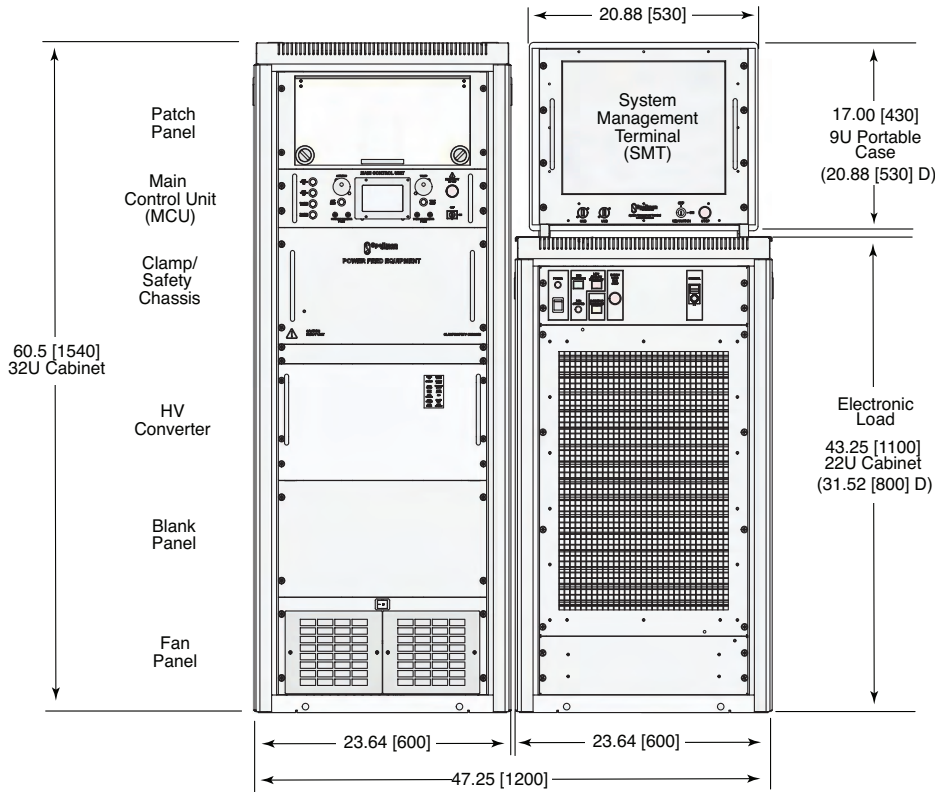 20.88 [530]
Patch
Panel
System
Management
Terminal
(SMT)
17.00 [430]
9U Portable
Case
(20.88 [530] D)
MAIN CONTROL UNIT
Main
Control Unit
(MCU)
Clamp/
Safety
Chassis
POWER FEED EQUIPMENT
60.5 [1540]
32U Cabinet
HV
Converter
Electronic
Load
43.25 [1100]
22U Cabinet
(31.52 [800] D)
Blank
Panel
Fan
Panel
23.64 [600]
23.64 [600]
47.25 [1200]